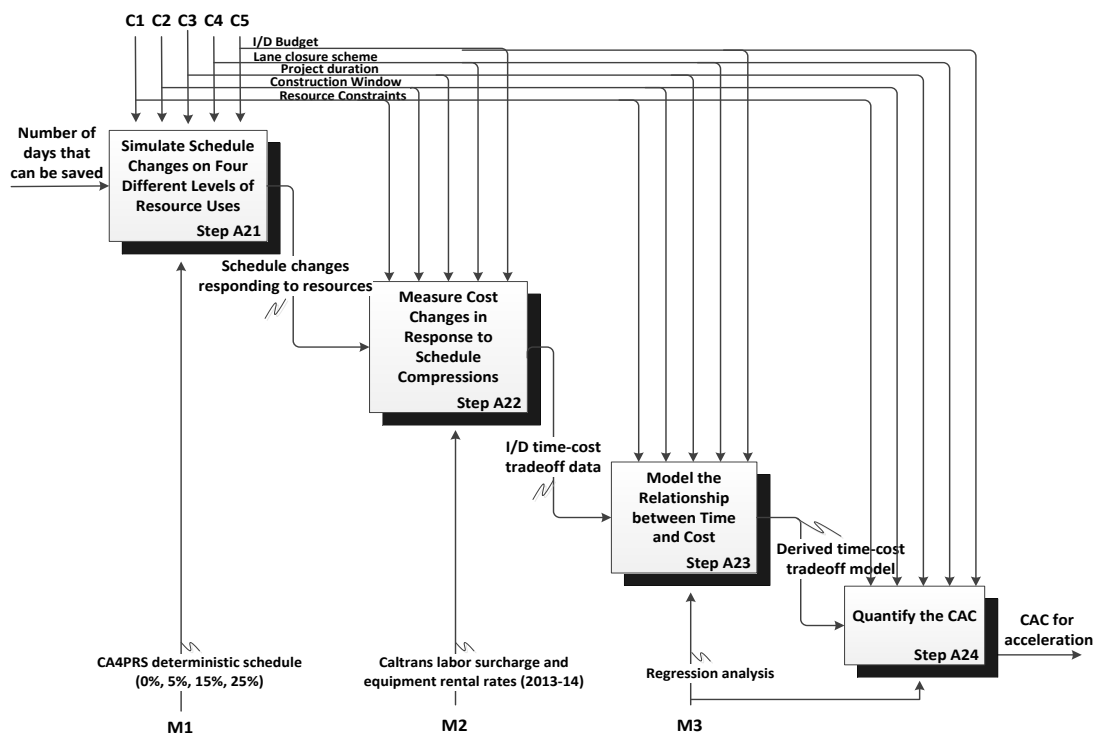 C1 C2 C3 C4 C5
I/D Budget
Lane closure scheme
Project duration
Construction Window
Resource Constraints
Number of
days that
can be saved
Simulate Schedule
Changes on Four
Different Levels of
Resource Uses
Step A21
Schedule changes
responding to resources
Measure Cost
Changes in
Response to
Schedule
Compressions
Step A22
I/D time-cost
tradeoff data
Model the
Relationship
between Time
and Cost
Step A23
Derived time-cost
tradeoff model
Quantify the CAC
Step A24
CAC for
acceleration
CA4PRS deterministic schedule
(0%, 5%, 15%, 25%)
Caltrans labor surcharge and
equipment rental rates (2013-14)
Regression analysis
M1 M2 M3